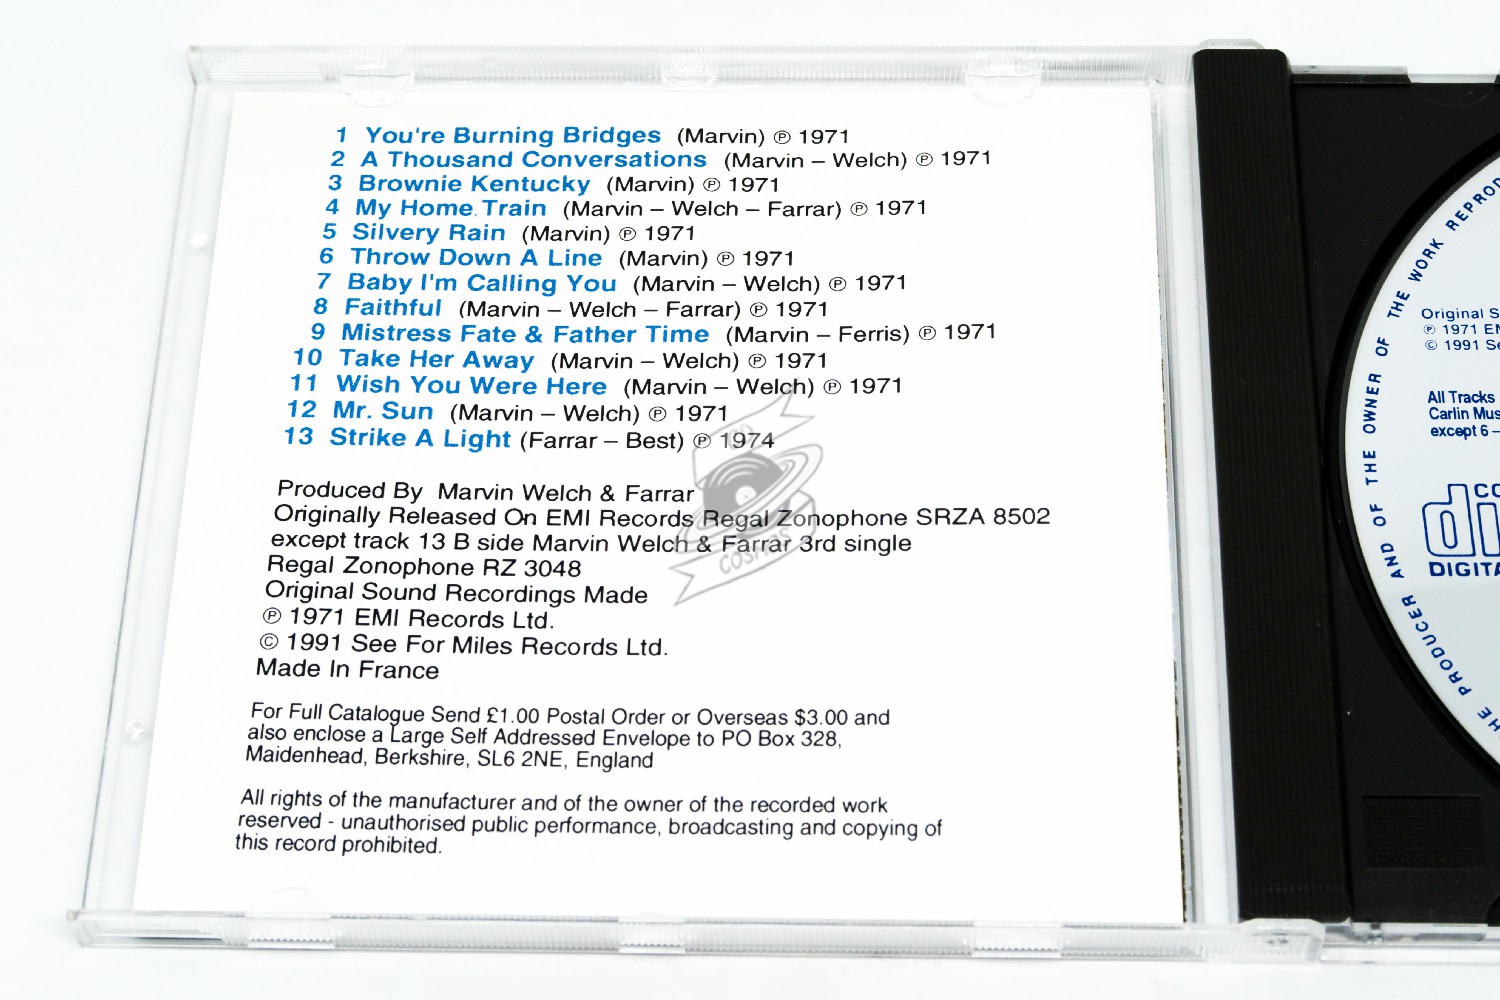 1 You're Burning Bridges (Marvin) ℗ 1971
2 A Thousand Conversations (Marvin – Welch) ℗ 1971
3 Brownie Kentucky (Marvin) ℗ 1971
4 My Home Train (Marvin – Welch – Farrar) ℗ 1971
5 Silvery Rain (Marvin) ℗ 1971
6 Throw Down A Line (Marvin) ℗ 1971
7 Baby I'm Calling You (Marvin – Welch) ℗ 1971
8 Faithful (Marvin – Welch – Farrar) ℗ 1971
9 Mistress Fate & Father Time (Marvin – Ferris) ℗ 1971
10 Take Her Away (Marvin – Welch) ℗ 1971
11 Wish You Were Here (Marvin – Welch) ℗ 1971
12 Mr. Sun (Marvin – Welch) ℗ 1971
13 Strike A Light (Farrar – Best) ℗ 1974
Produced By Marvin Welch & Farrar
Originally Released On EMI Records Regal Zonophone SRZA 8502
except track 13 B side Marvin Welch & Farrar 3rd single
Regal Zonophone RZ 3048
Original Sound Recordings Made
℗ 1971 EMI Records Ltd.
© 1991 See For Miles Records Ltd.
Made In France
For Full Catalogue Send £1.00 Postal Order or Overseas $3.00 and
also enclose a Large Self Addressed Envelope to PO Box 328,
Maidenhead, Berkshire, SL6 2NE, England
All rights of the manufacturer and of the owner of the recorded work
reserved - unauthorised public performance, broadcasting and copying of
this record prohibited.
COSMOS
PRODUCER AND OF THE OWNER OF THE WORK
Original
℗ 1971
© 1991
All Tracks
Carlin
except 6 –
DIGITA